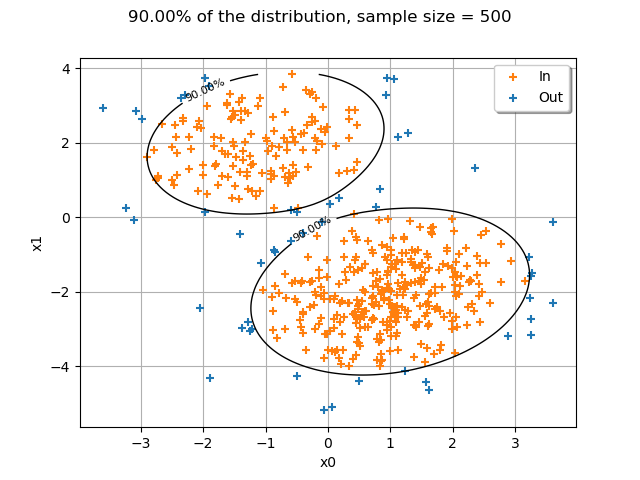 90.00% of the distribution, sample size = 500
In
Out
90.00%
90.00%
x1
4
2
0
−2
−4
−3
−2
−1
0
1
2
3
x0